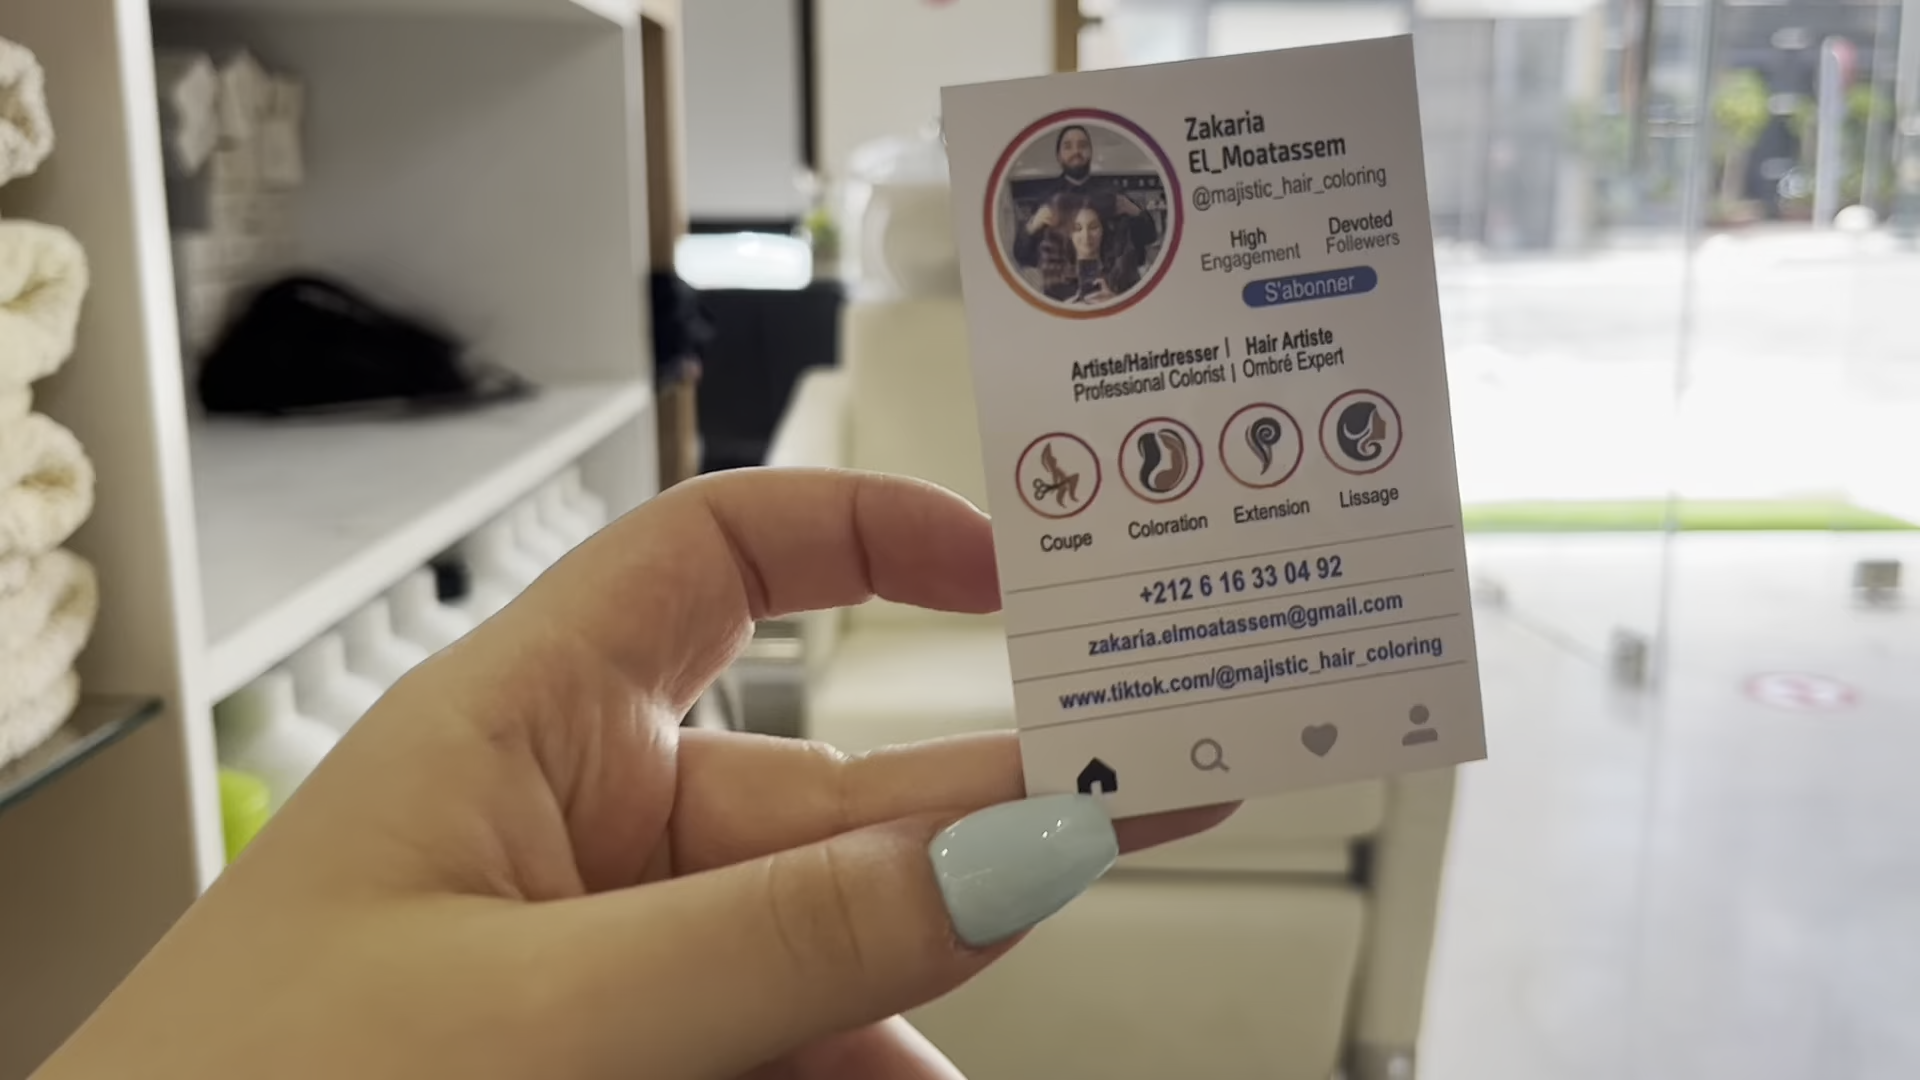 Zakaria
El_Moatassem
@majistic_hair_coloring
High
Engagement
Devoted
Follewers
S'abonner
Artiste/Hairdresser | Hair Artiste
Professional Colorist | Ombré Expert
Coupe
Coloration
Extension
Lissage
+212 6 16 33 04 92
zakaria.elmoatassem@gmail.com
www.tiktok.com/@majistic_hair_coloring